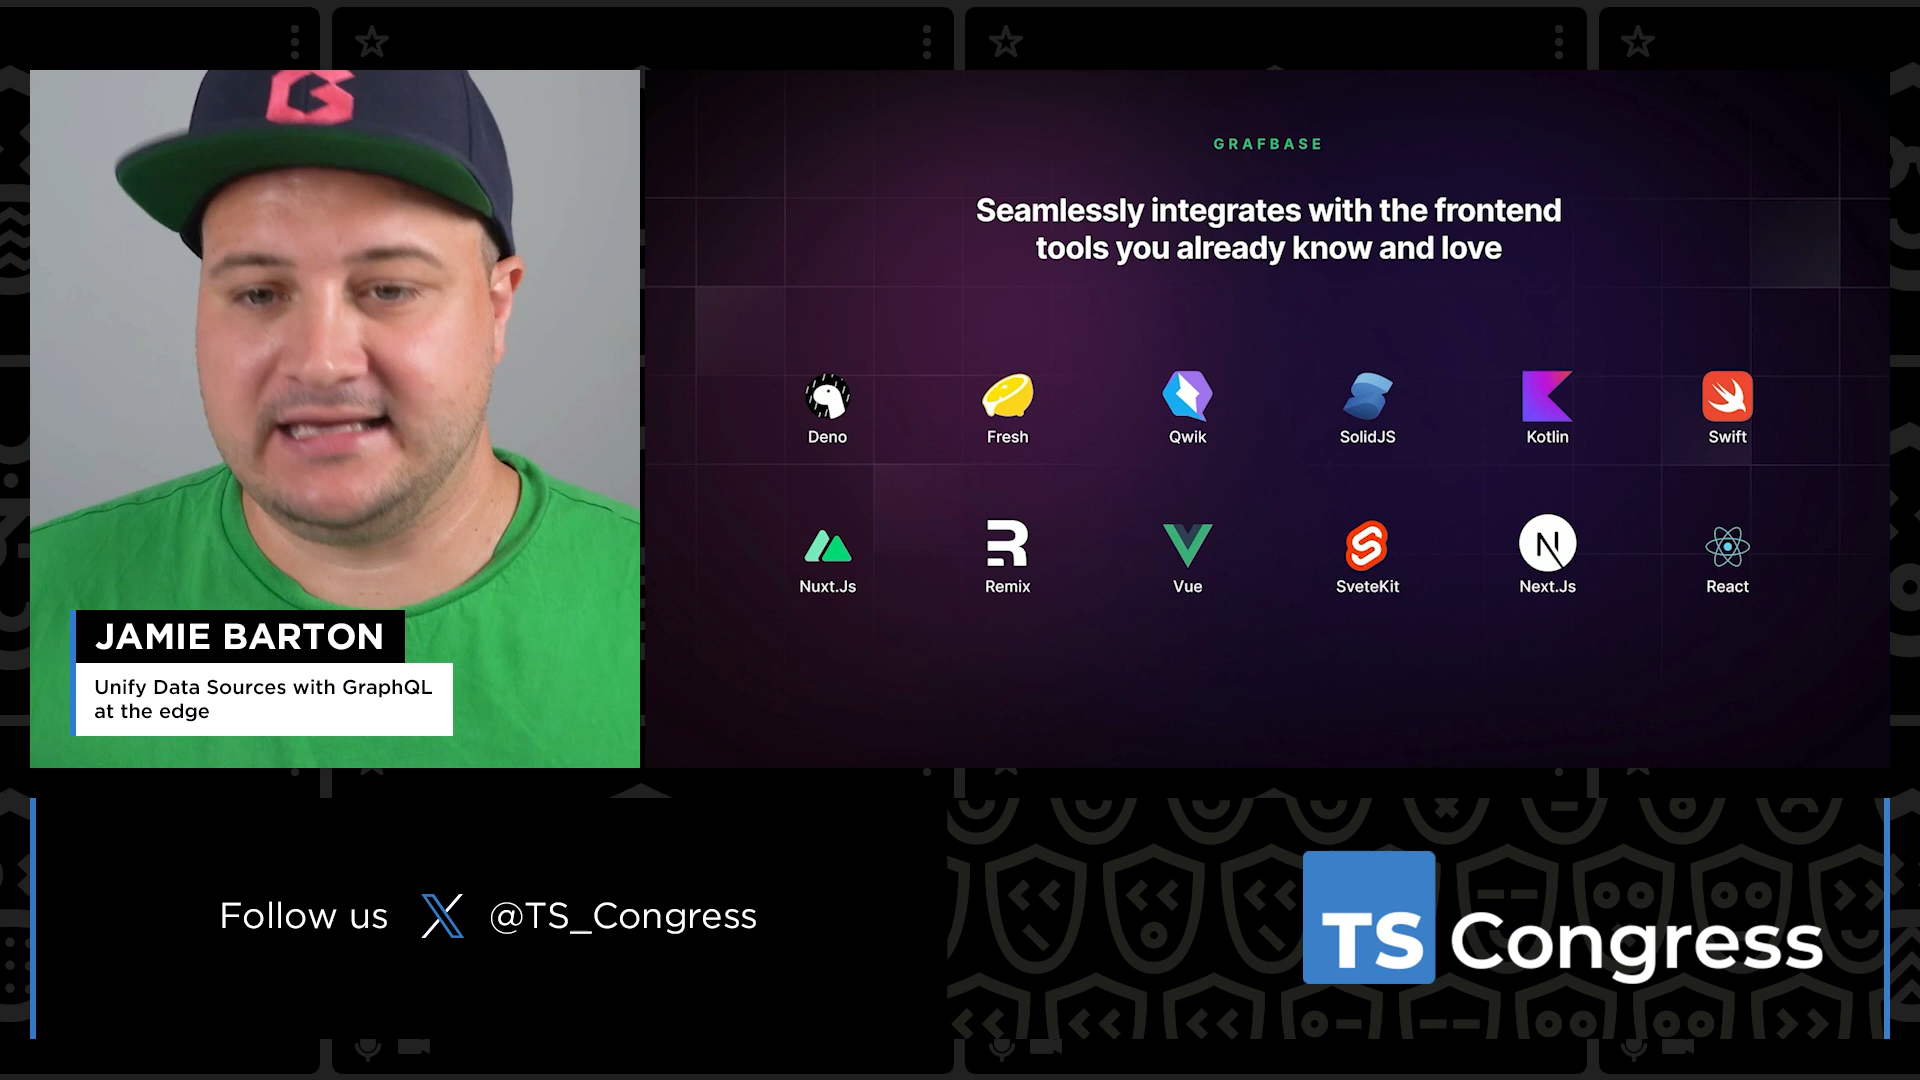 GRAFBASE
Seamlessly integrates with the frontend
tools you already know and love
Deno
Fresh
Qwik
SolidJS
Kotlin
Swift
Nuxt.Js
Remix
Vue
SveteKit
Next.Js
React
JAMIE BARTON
Unify Data Sources with GraphQL
at the edge
Follow us
@TS_Congress
TS Congress